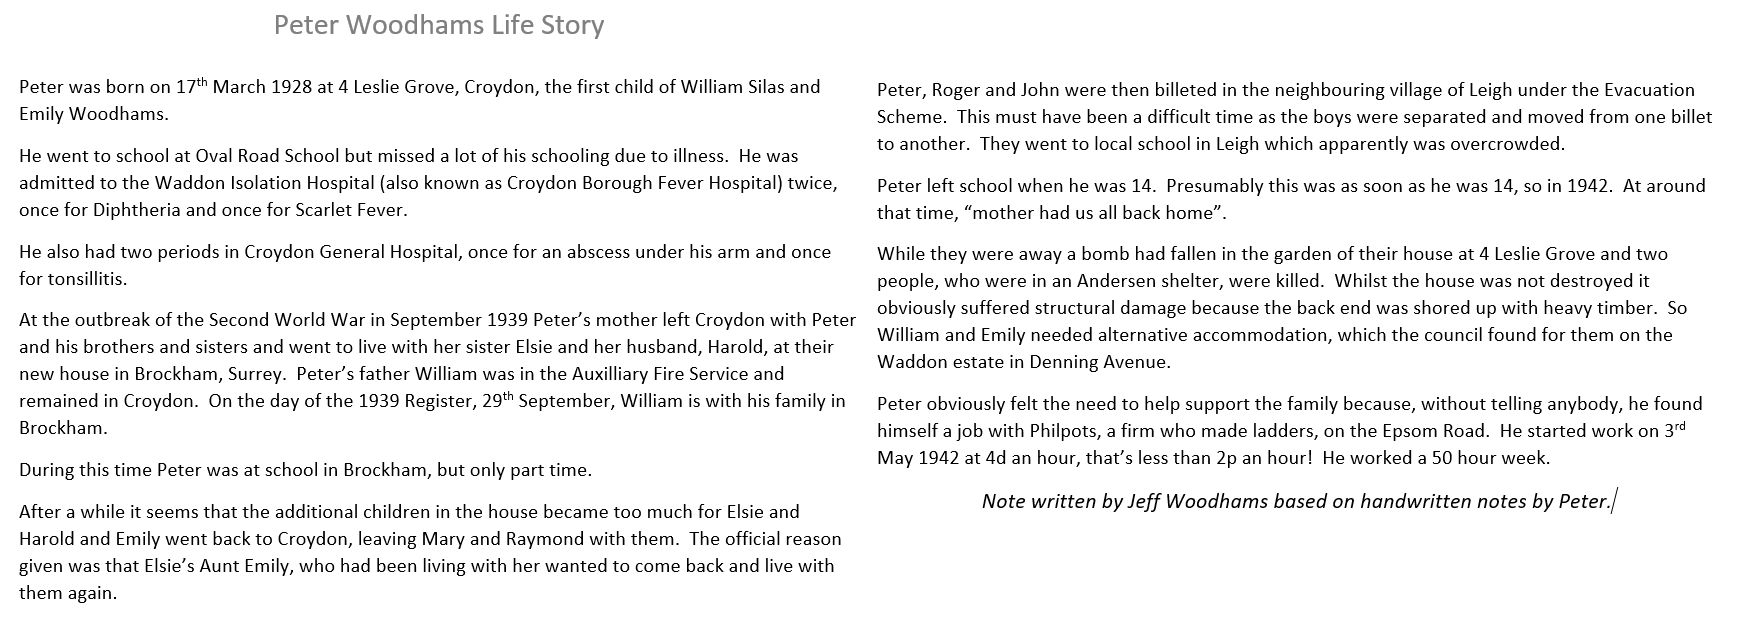 Peter Woodhams Life Story
Peter was born on 17th March 1928 at 4 Leslie Grove, Croydon, the first child of William Silas and
Emily Woodhams.
He went to school at Oval Road School but missed a lot of his schooling due to illness.  He was
admitted to the Waddon Isolation Hospital (also known as Croydon Borough Fever Hospital) twice,
once for Diphtheria and once for Scarlet Fever.
He also had two periods in Croydon General Hospital, once for an abscess under his arm and once
for tonsillitis.
At the outbreak of the Second World War in September 1939 Peter’s mother left Croydon with Peter
and his brothers and sisters and went to live with her sister Elsie and her husband, Harold, at their
new house in Brockham, Surrey.  Peter’s father William was in the Auxilliary Fire Service and
remained in Croydon.  On the day of the 1939 Register, 29th September, William is with his family in
Brockham.
During this time Peter was at school in Brockham, but only part time.
After a while it seems that the additional children in the house became too much for Elsie and
Harold and Emily went back to Croydon, leaving Mary and Raymond with them.  The official reason
given was that Elsie’s Aunt Emily, who had been living with her wanted to come back and live with
them again.
Peter, Roger and John were then billeted in the neighbouring village of Leigh under the Evacuation
Scheme.  This must have been a difficult time as the boys were separated and moved from one billet
to another.  They went to local school in Leigh which apparently was overcrowded.
Peter left school when he was 14.  Presumably this was as soon as he was 14, so in 1942.  At around
that time, “mother had us all back home”.
While they were away a bomb had fallen in the garden of their house at 4 Leslie Grove and two
people, who were in an Andersen shelter, were killed.  Whilst the house was not destroyed it
obviously suffered structural damage because the back end was shored up with heavy timber.  So
William and Emily needed alternative accommodation, which the council found for them on the
Waddon estate in Denning Avenue.
Peter obviously felt the need to help support the family because, without telling anybody, he found
himself a job with Philpots, a firm who made ladders, on the Epsom Road.  He started work on 3rd
May 1942 at 4d an hour, that’s less than 2p an hour!  He worked a 50 hour week.
Note written by Jeff Woodhams based on handwritten notes by Peter.